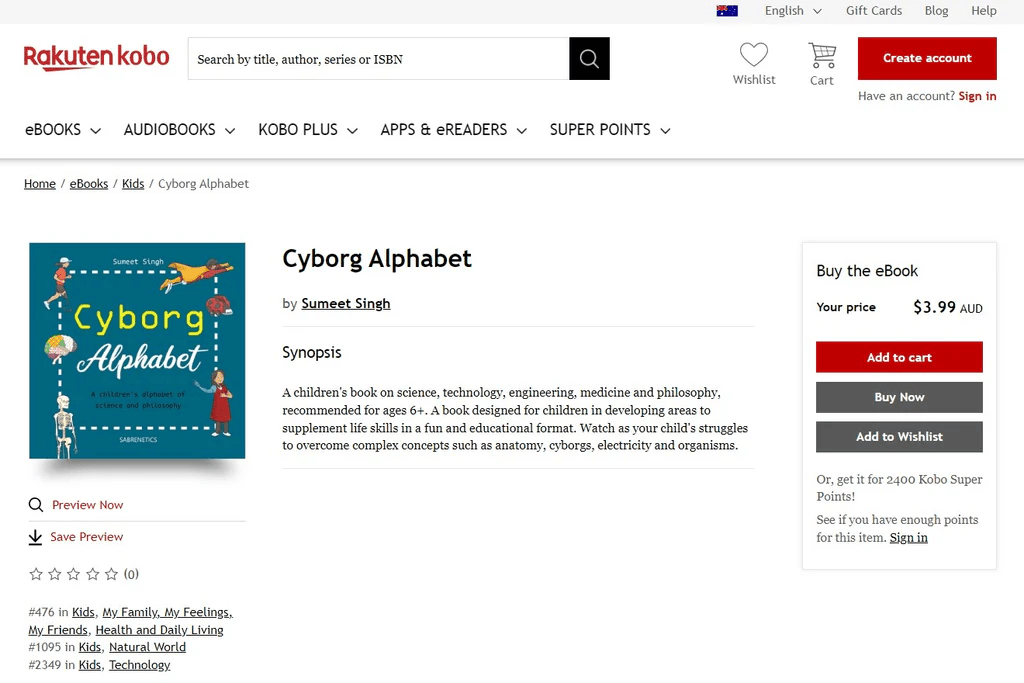 English
Gift Cards
Blog
Help
Rakuten kobo
Search by title, author, series or ISBN
Wishlist
Cart
Create account
Have an account? Sign in
eBOOKS
AUDIOBOOKS
KOBO PLUS
APPS & eREADERS
SUPER POINTS
Home / eBooks / Kids / Cyborg Alphabet
Sumeet Singh
Cyborg
Alphabet
A children's alphabet of
science and philosophy
SABRENETICS
Preview Now
Save Preview
(0)
#476 in Kids, My Family, My Feelings,
My Friends, Health and Daily Living
#1095 in Kids, Natural World
#2349 in Kids, Technology
Cyborg Alphabet
by Sumeet Singh
Synopsis
A children's book on science, technology, engineering, medicine and philosophy,
recommended for ages 6+. A book designed for children in developing areas to
supplement life skills in a fun and educational format. Watch as your child's struggles
to overcome complex concepts such as anatomy, cyborgs, electricity and organisms.
Buy the eBook
Your price $3.99 AUD
Add to cart
Buy Now
Add to Wishlist
Or, get it for 2400 Kobo Super
Points!
See if you have enough points
for this item. Sign in